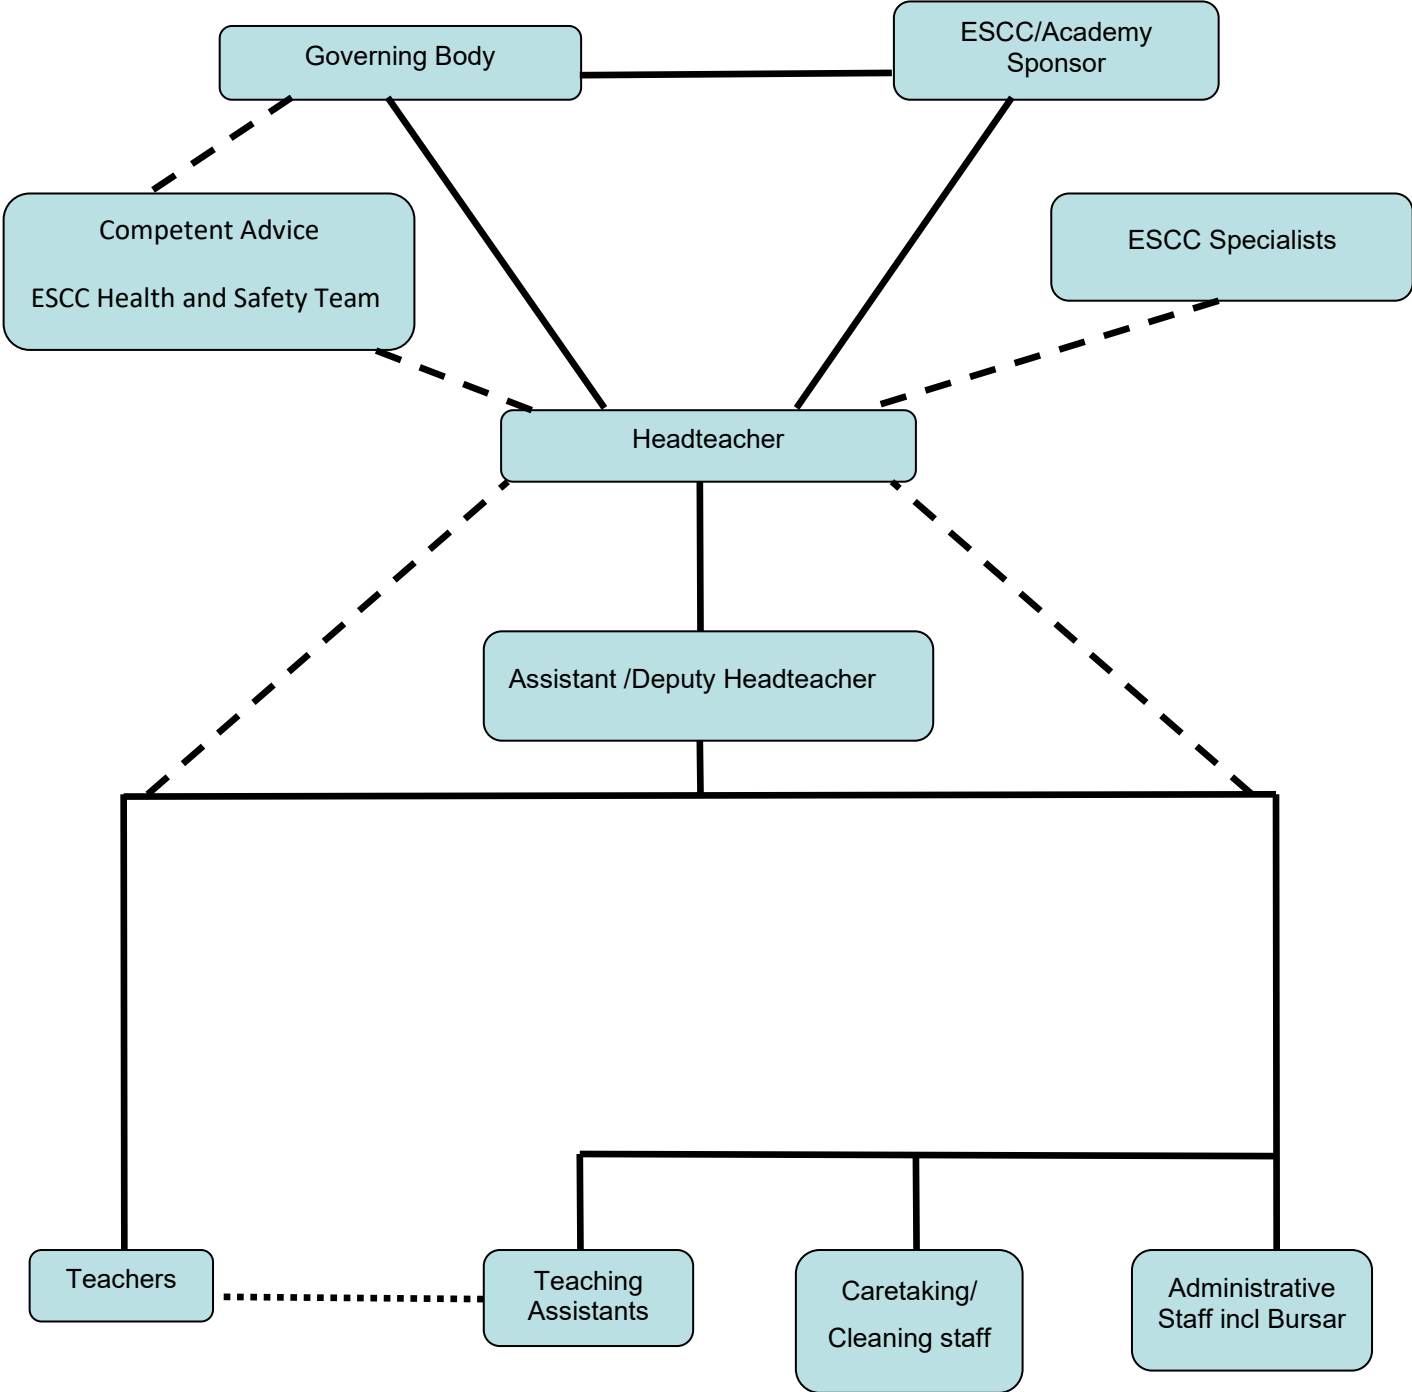 Governing Body
ESCC/Academy
Sponsor
Competent Advice
ESCC Health and Safety Team
ESCC Specialists
Headteacher
Assistant /Deputy Headteacher
Teachers
Teaching
Assistants
Caretaking/
Cleaning staff
Administrative
Staff incl Bursar